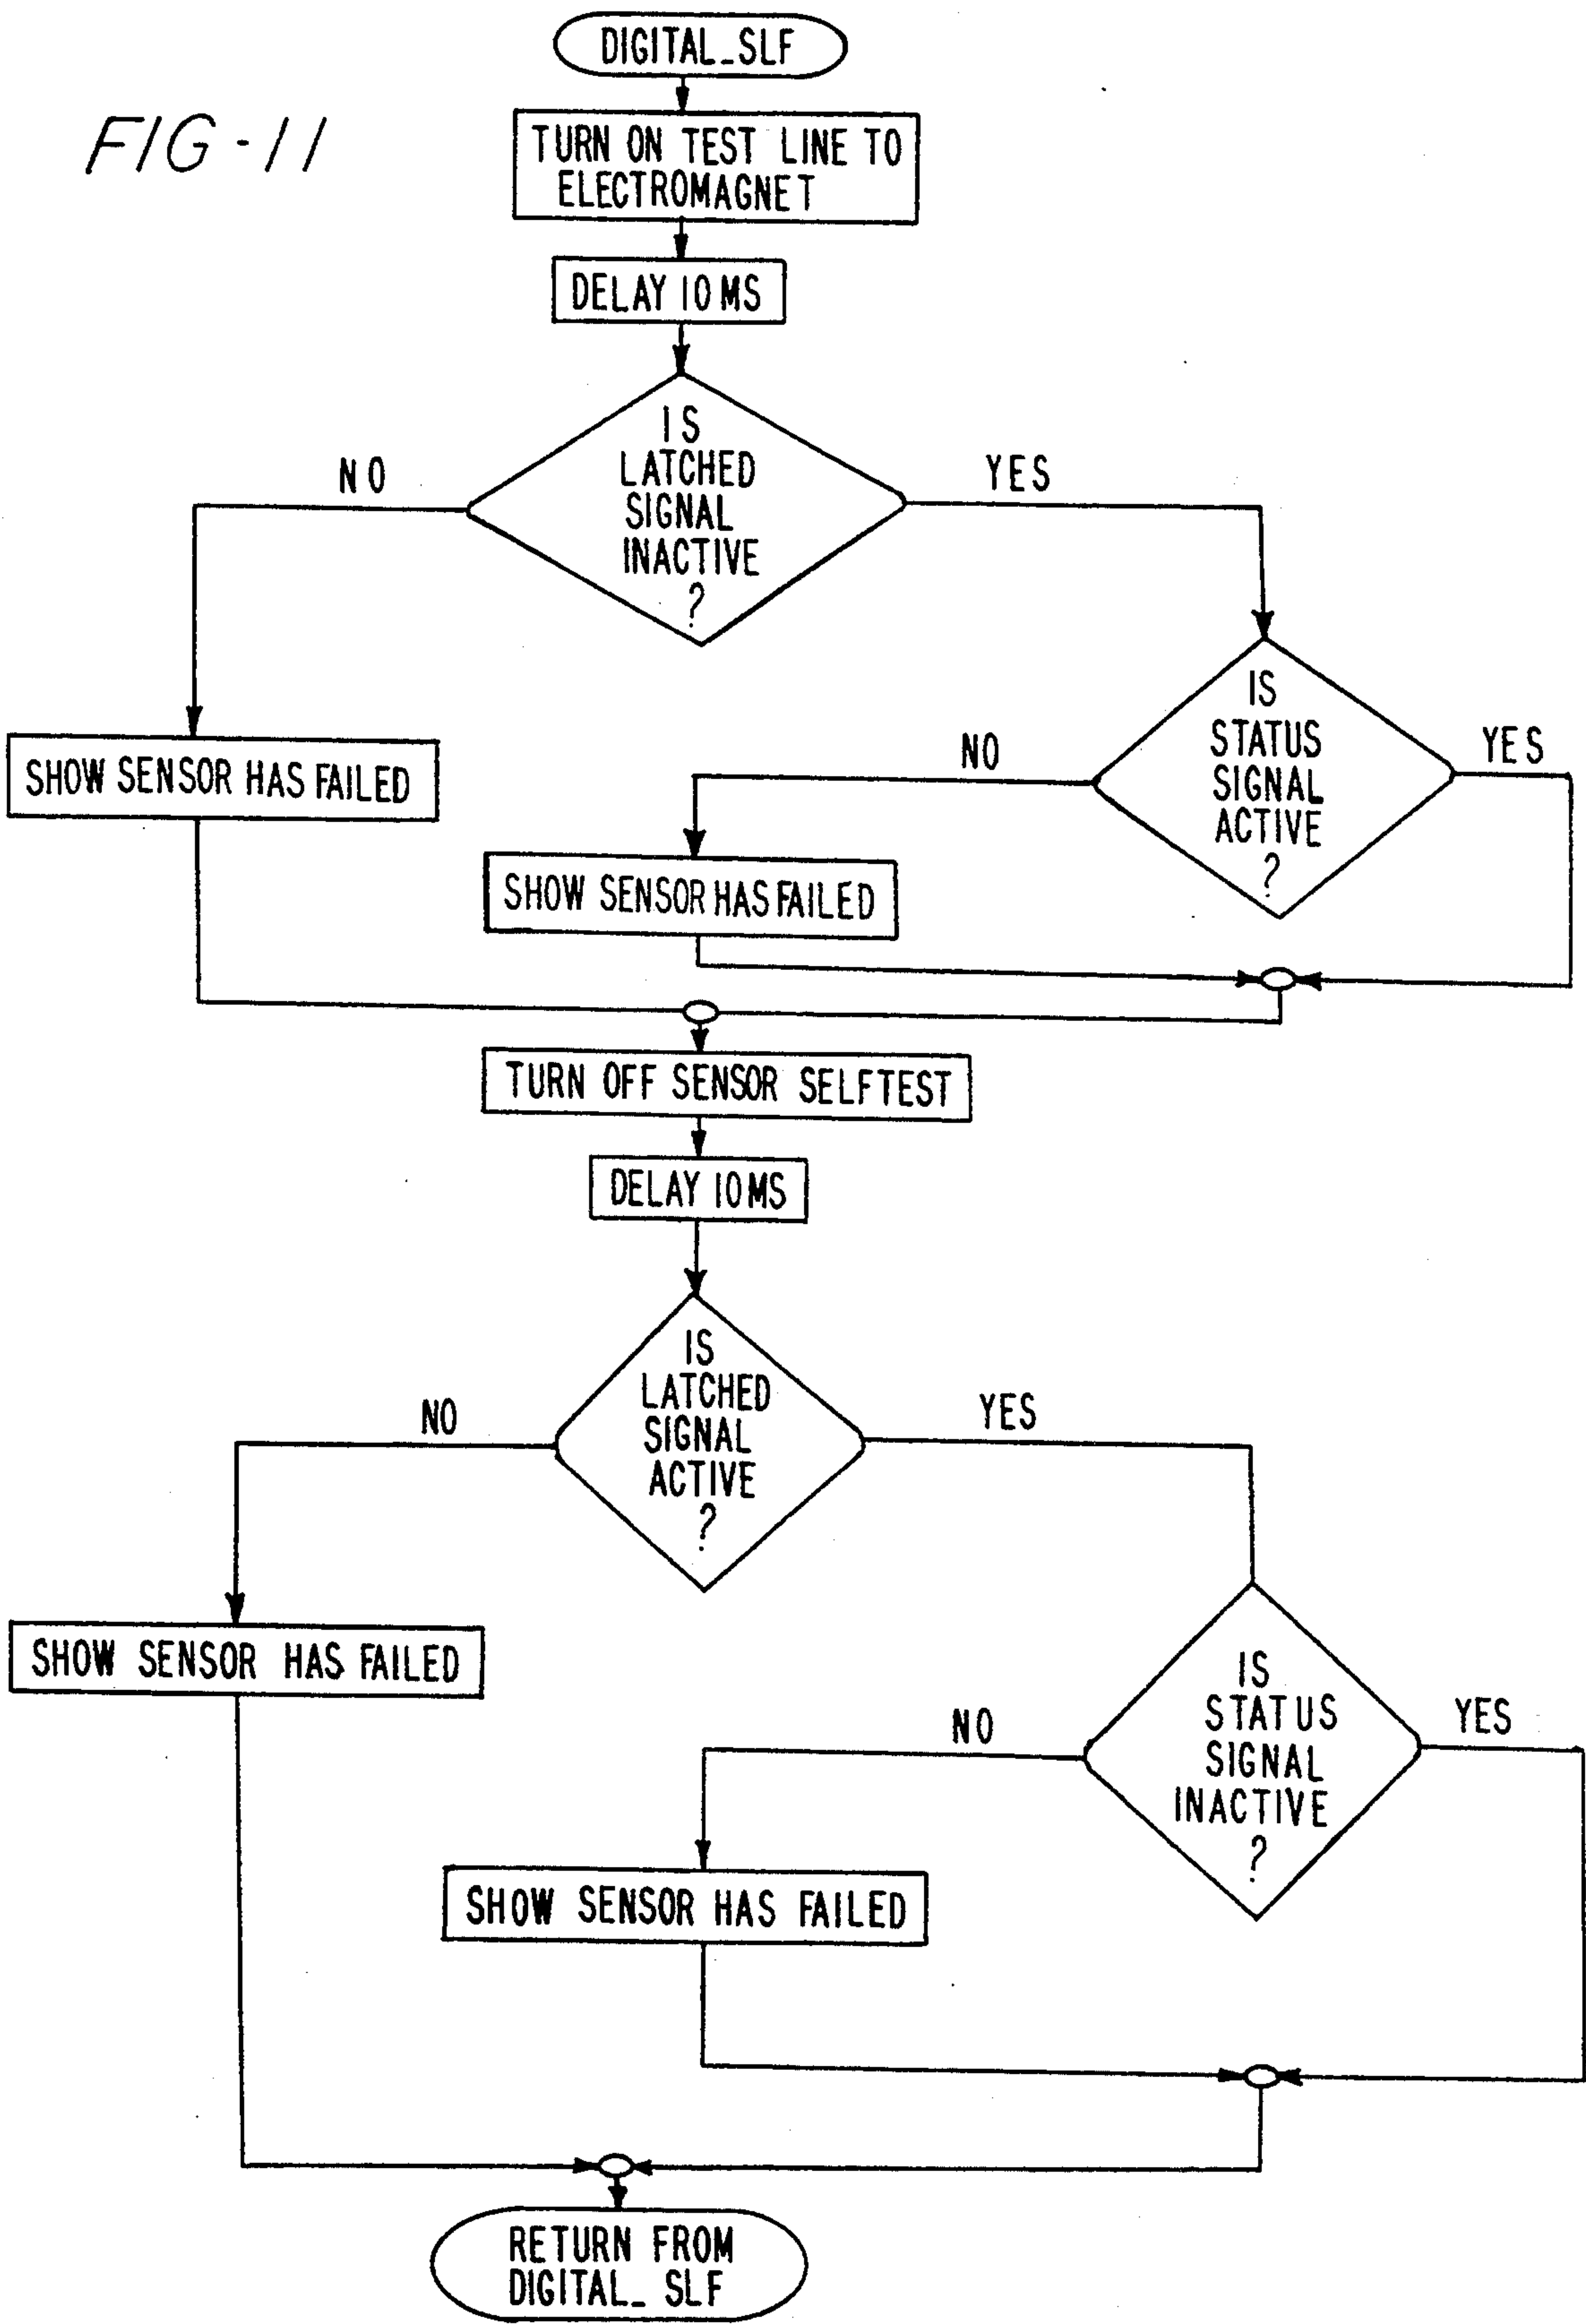 DIGITAL_SLF
FIG-11
TURN ON TEST LINE TO
ELECTROMAGNET
DELAY 10 MS
IS
LATCHED
SIGNAL
INACTIVE
?
NO
YES
IS
STATUS
SIGNAL
ACTIVE
?
NO
YES
SHOW SENSOR HAS FAILED
SHOW SENSOR HAS FAILED
TURN OFF SENSOR SELFTEST
DELAY 10 MS
IS
LATCHED
SIGNAL
ACTIVE
?
NO
YES
SHOW SENSOR HAS FAILED
IS
STATUS
SIGNAL
INACTIVE
?
NO
YES
SHOW SENSOR HAS FAILED
RETURN FROM
DIGITAL_ SLF